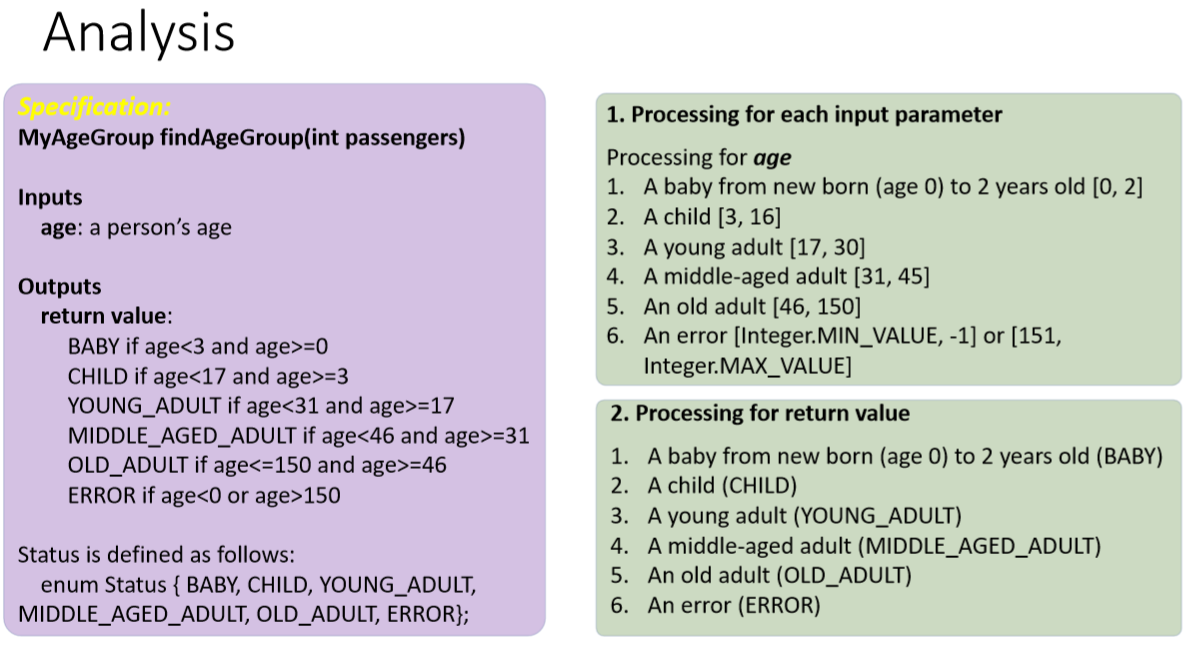 Analysis
Specification:
MyAgeGroup findAgeGroup(int passengers)
Inputs
age: a person’s age
Outputs
return value:
BABY if age<3 and age>=0
CHILD if age<17 and age>=3
YOUNG_ADULT if age<31 and age>=17
MIDDLE_AGED_ADULT if age<46 and age>=31
OLD_ADULT if age<=150 and age>=46
ERROR if age<0 or age>150
Status is defined as follows:
enum Status { BABY, CHILD, YOUNG_ADULT,
MIDDLE_AGED_ADULT, OLD_ADULT, ERROR};
1. Processing for each input parameter
Processing for age
1. A baby from new born (age 0) to 2 years old [0, 2]
2. A child [3, 16]
3. A young adult [17, 30]
4. A middle-aged adult [31, 45]
5. An old adult [46, 150]
6. An error [Integer.MIN_VALUE, -1] or [151,
Integer.MAX_VALUE]
2. Processing for return value
1. A baby from new born (age 0) to 2 years old (BABY)
2. A child (CHILD)
3. A young adult (YOUNG_ADULT)
4. A middle-aged adult (MIDDLE_AGED_ADULT)
5. An old adult (OLD_ADULT)
6. An error (ERROR)